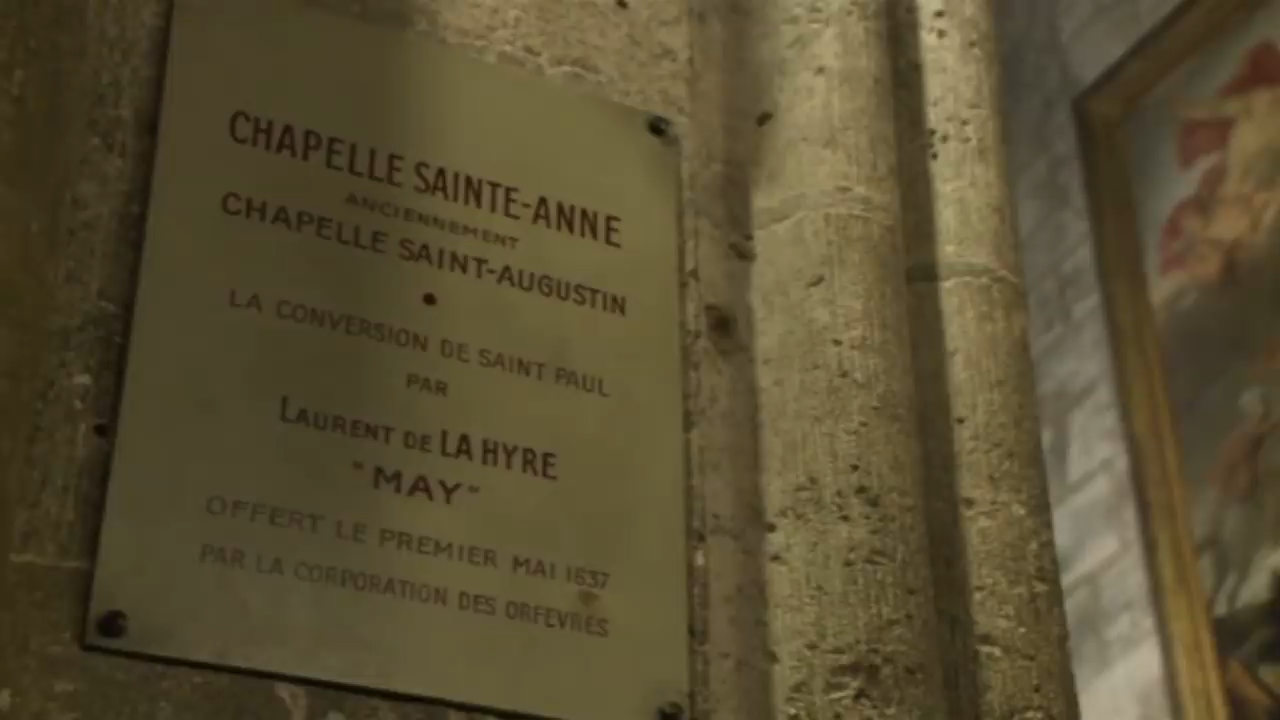 CHAPELLE SAINTE-ANNE
ANCIENNEMENT
CHAPELLE SAINT-AUGUSTIN
LA CONVERSION DE SAINT PAUL
PAR
LAURENT DE LA HYRE
"MAY"
OFFERT LE PREMIER MAI 1637
PAR LA CORPORATION DES ORFEVRES